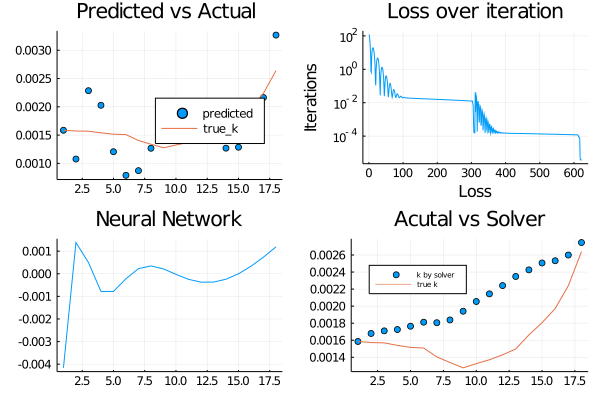 Predicted vs Actual
0.0030
0.0025
0.0020
0.0015
0.0010
predicted
true_k
2.5 5.0 7.5 10.0 12.5 15.0 17.5
Loss over iteration
Iterations
10² 
10⁰
10⁻²
10⁻⁴
0 100 200 300 400 500 600
Loss
Neural Network
0.001
0.000
-0.001
-0.001
-0.002
-0.003
-0.004
2.5 5.0 7.5 10.0 12.5 15.0 17.5
Acutal vs Solver
0.0026
0.0024
0.0022
0.0020
0.0018
0.0016
0.0014
k by solver
true k
2.5 5.0 7.5 10.0 12.5 15.0 17.5